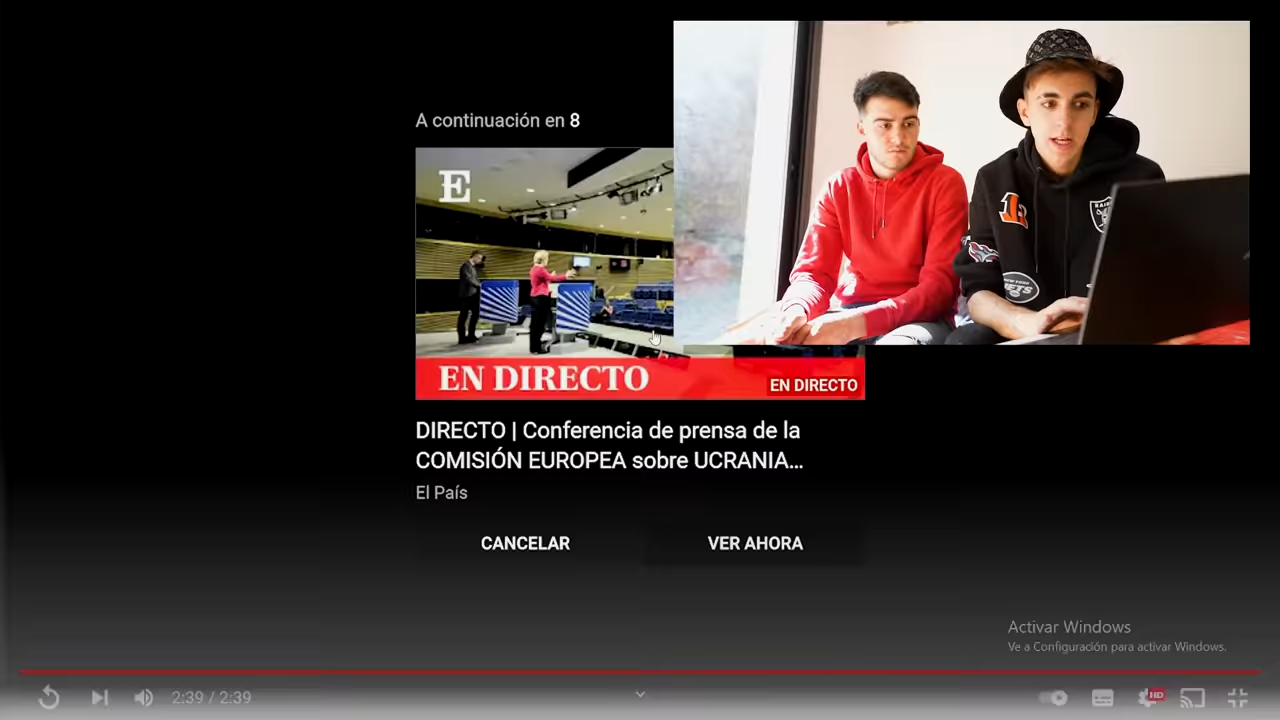 A continuación en 8
E
EN DIRECTO
EN DIRECTO
DIRECTO | Conferencia de prensa de la
COMISIÓN EUROPEA sobre UCRANIA...
El País
CANCELAR
VER AHORA
Activar Windows
Ve a Configuración para activar Windows.
2:39 / 2:39
HD
JETS